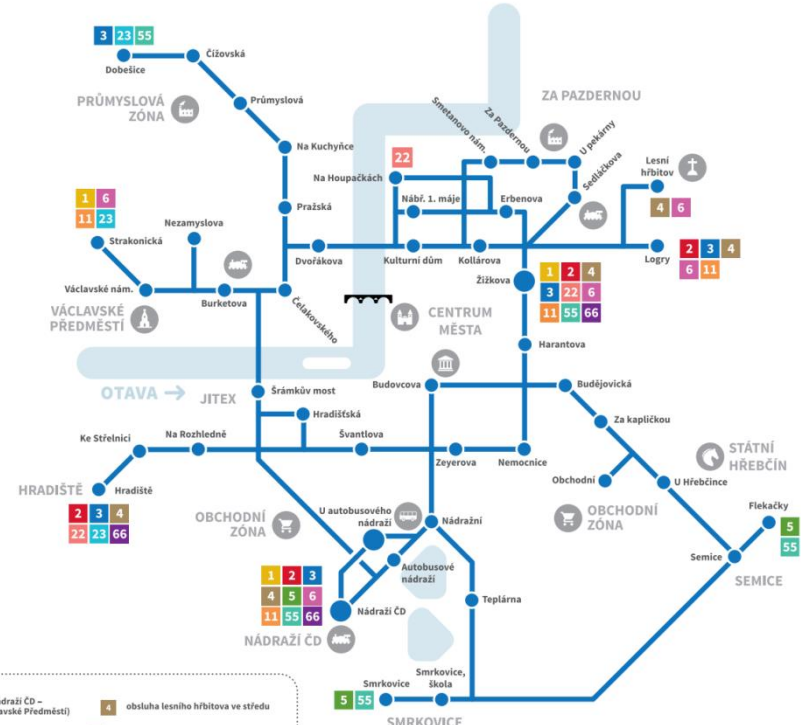 3 23 55
Dobešice
Čížovská
PRŮMYSLOVÁ
ZÓNA
Průmyslová
Na Kuchyňce
Pražská
ZA PAZDERNOU
Smetanovo nám.
Za Pazdernou
U pekárny
Sedláčkova
Lesní
hřbitov
4 6
22
Na Houpačkách
Nábř. 1. máje
Erbenova
1 6
11 23
Strakonická
Nezamyslova
Dvořákova
Kulturní dům
Kollárova
Logry
2 3 4
6 11
Žižkova
1 2 4
3 22 6
11 55 66
Václavské nám.
Burketova
Čelakovského
VÁCLAVSKÉ
PŘEDMĚSTÍ
CENTRUM
MĚSTA
Harantova
OTAVA
JITEX
Šrámkův most
Budovcova
Budějovická
Hradišťská
Za kapličkou
Ke Střelnici
Na Rozhledně
Švantlova
Zeyerova
Nemocnice
STÁTNÍ
HŘEBČÍN
HRADIŠTĚ
Hradiště
2 3 4
22 23 66
Obchodní
U Hřebčince
OBCHODNÍ
ZÓNA
OBCHODNÍ
ZÓNA
U autobusového
nádraží
Nádražní
Flekačky
5
55
Semice
SEMICE
Autobusové
nádraží
1 2 3
4 5 6
11 55 66
Nádraží ČD
NÁDRAŽÍ ČD
Teplárna
5 55
Smrkovice
Smrkovice,
škola
SMRKOVICE
draží ČD –
avské Předměstí)
4 obsluha lesního hřbitova ve středu